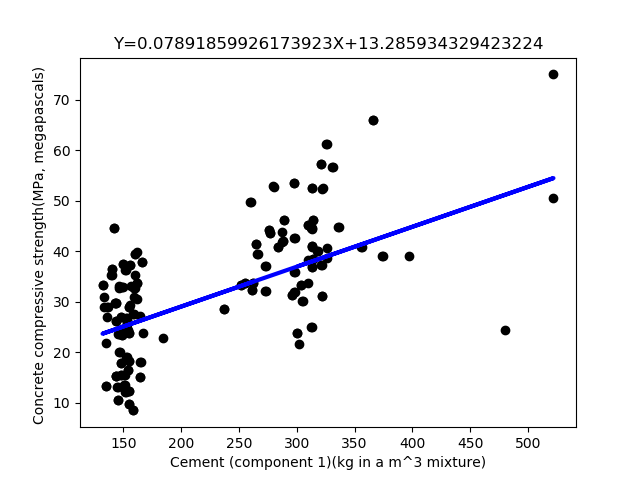 Y=0.07891859926173923X+13.285934329423224
Concrete compressive strength(MPa, megapascals)
70
60
50
40
30
20
10
150 200 250 300 350 400 450 500
Cement (component 1)(kg in a m^3 mixture)